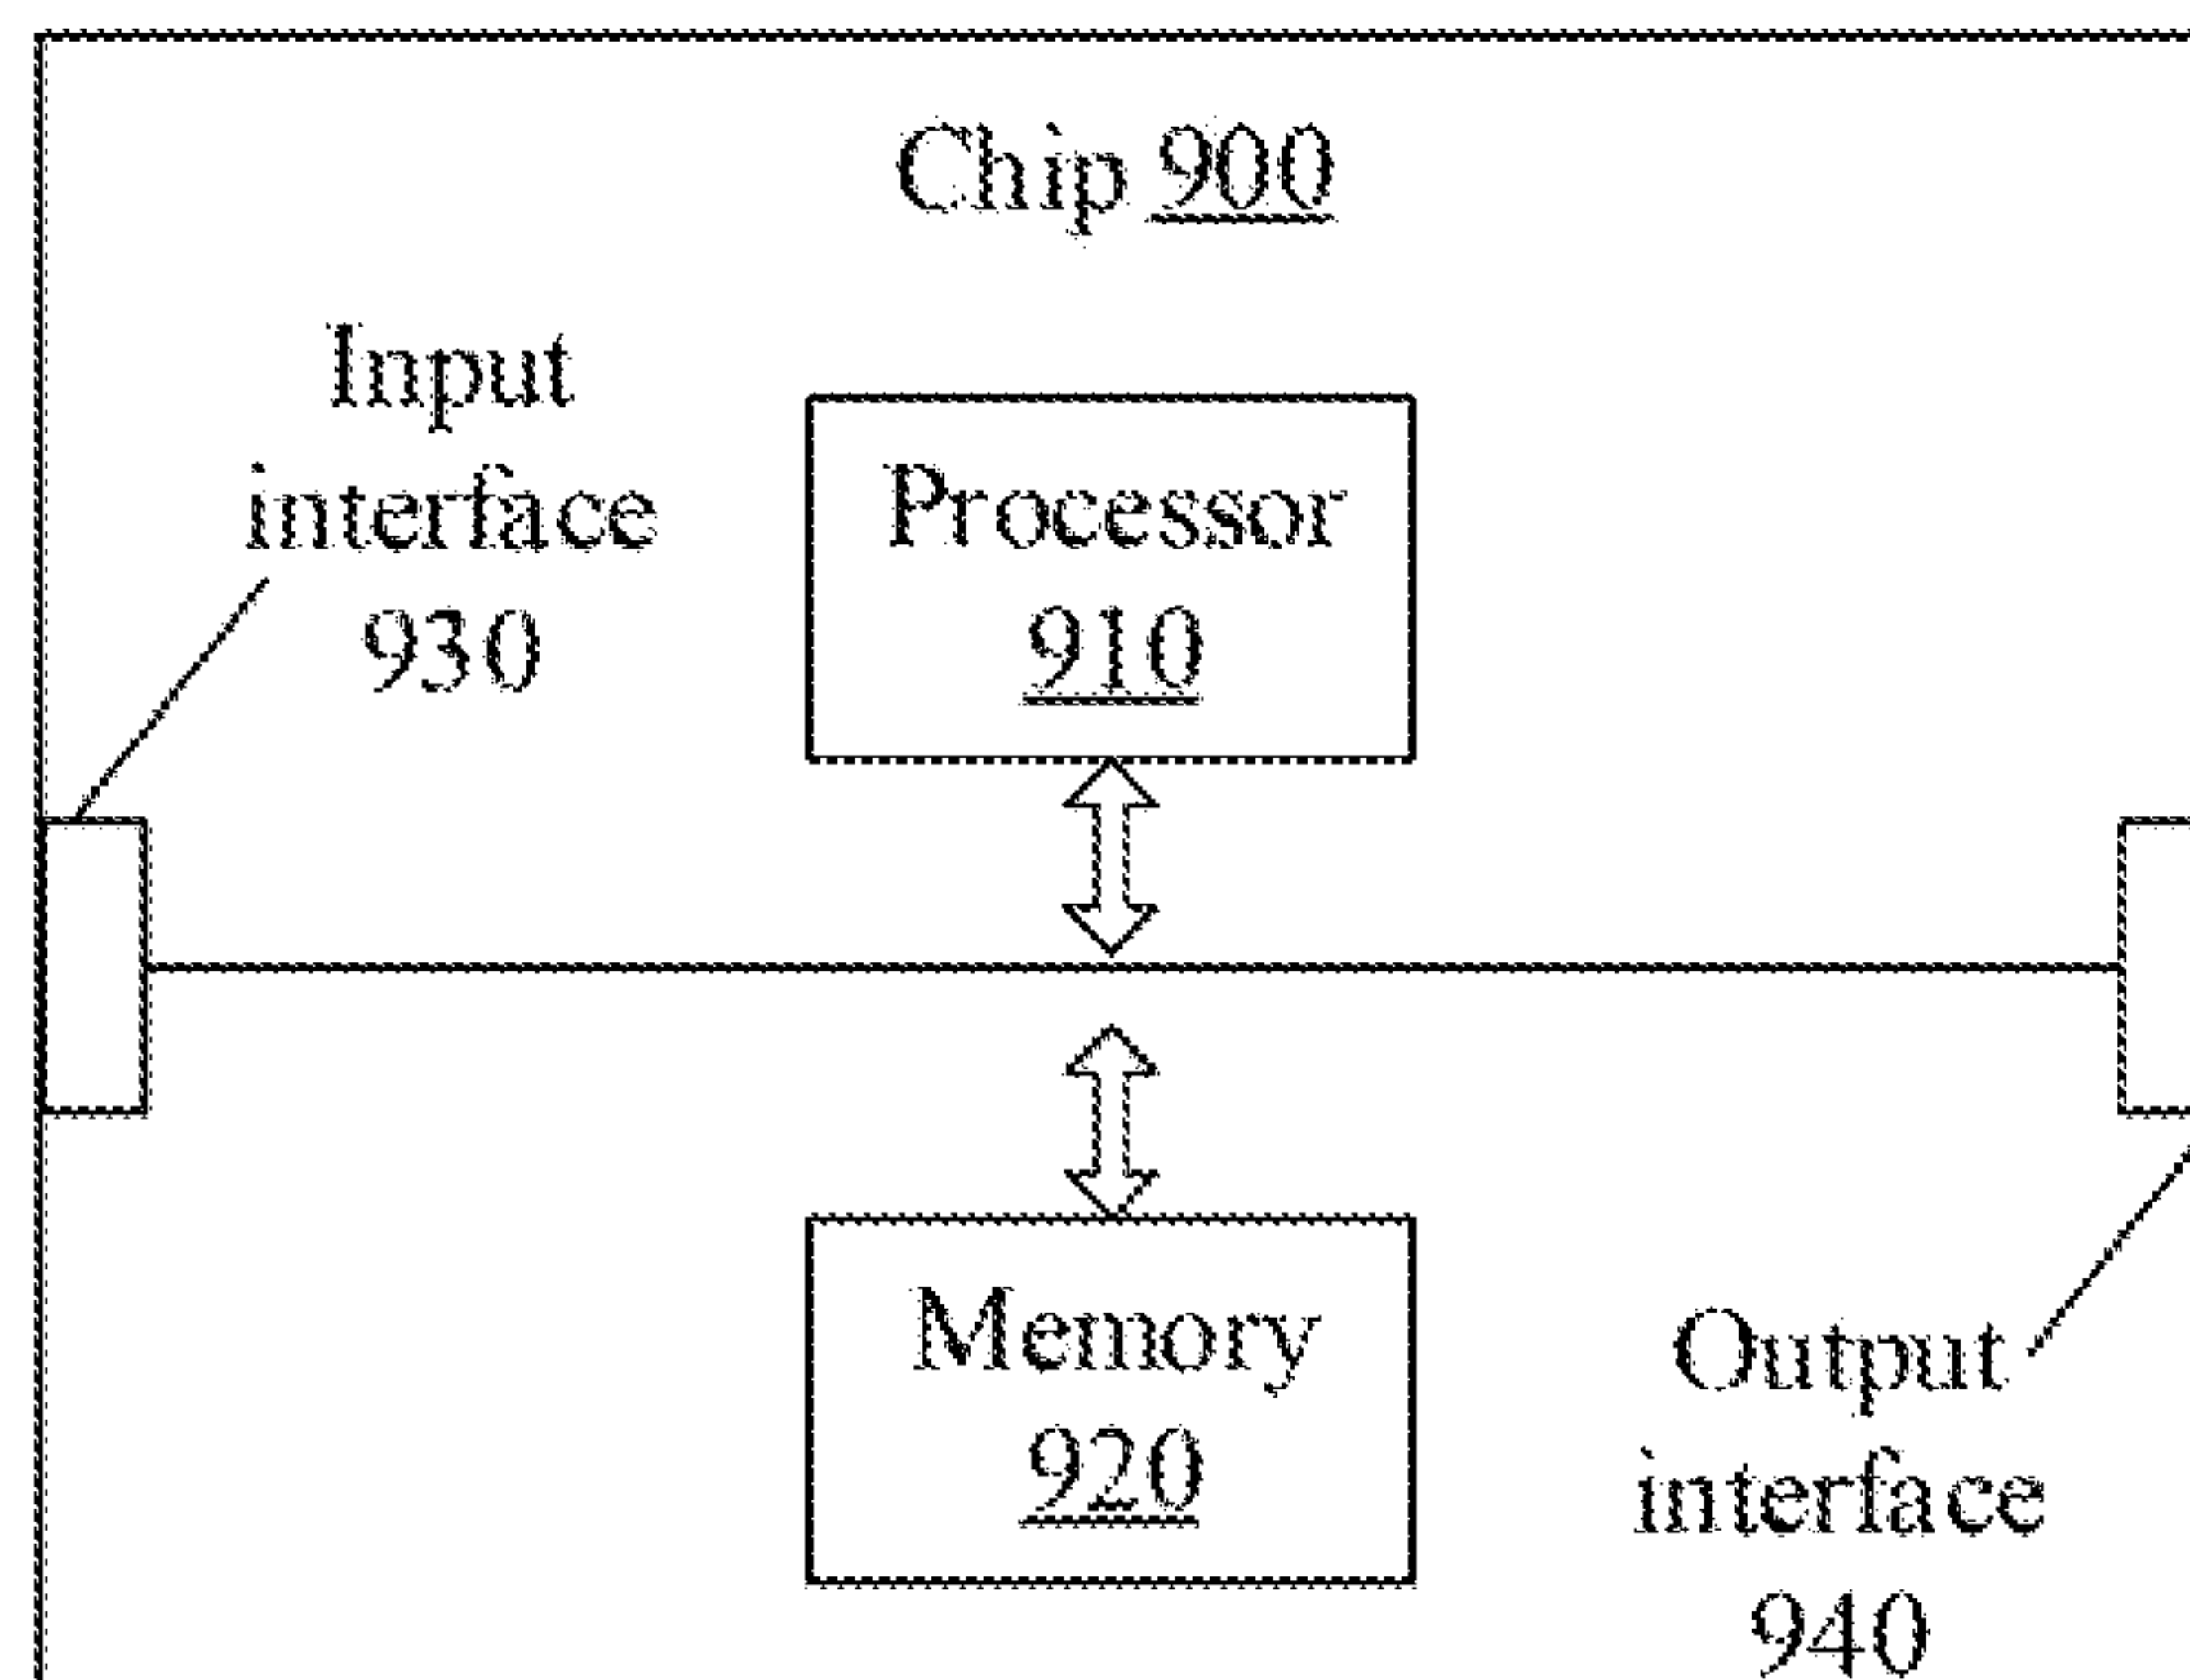 Chip 900
Input
interface
930
Processor
910
Memory
920
Output
interface
940